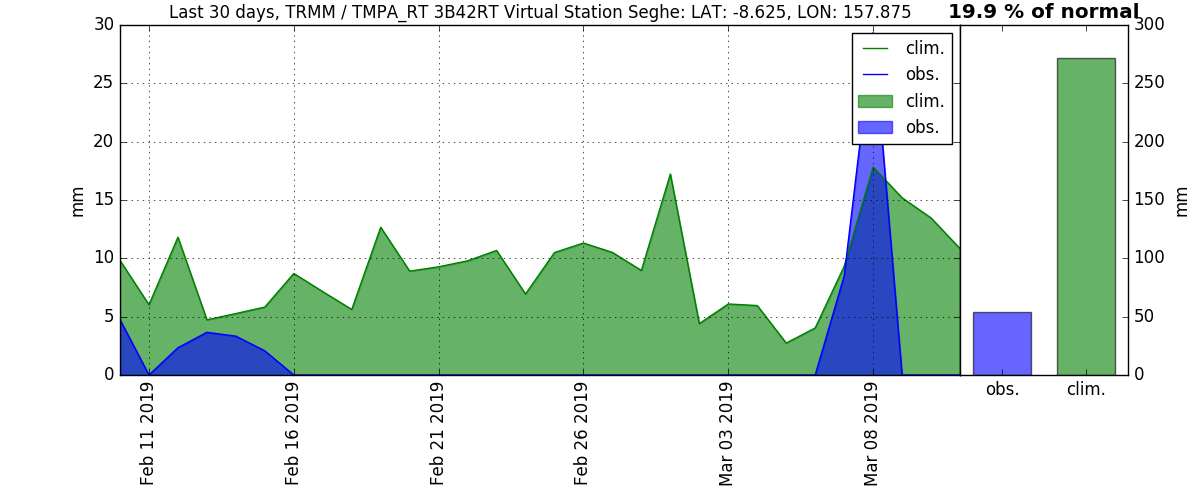 Last 30 days, TRMM / TMPA_RT 3B42RT Virtual Station Seghe: LAT: -8.625, LON: 157.875
19.9 % of normal
30
25
20
15
10
5
0
mm
clim.
obs.
clim.
obs.
Feb 11 2019
Feb 16 2019
Feb 21 2019
Feb 26 2019
Mar 03 2019
Mar 08 2019
300
250
200
150
100
50
0
mm
obs.
clim.